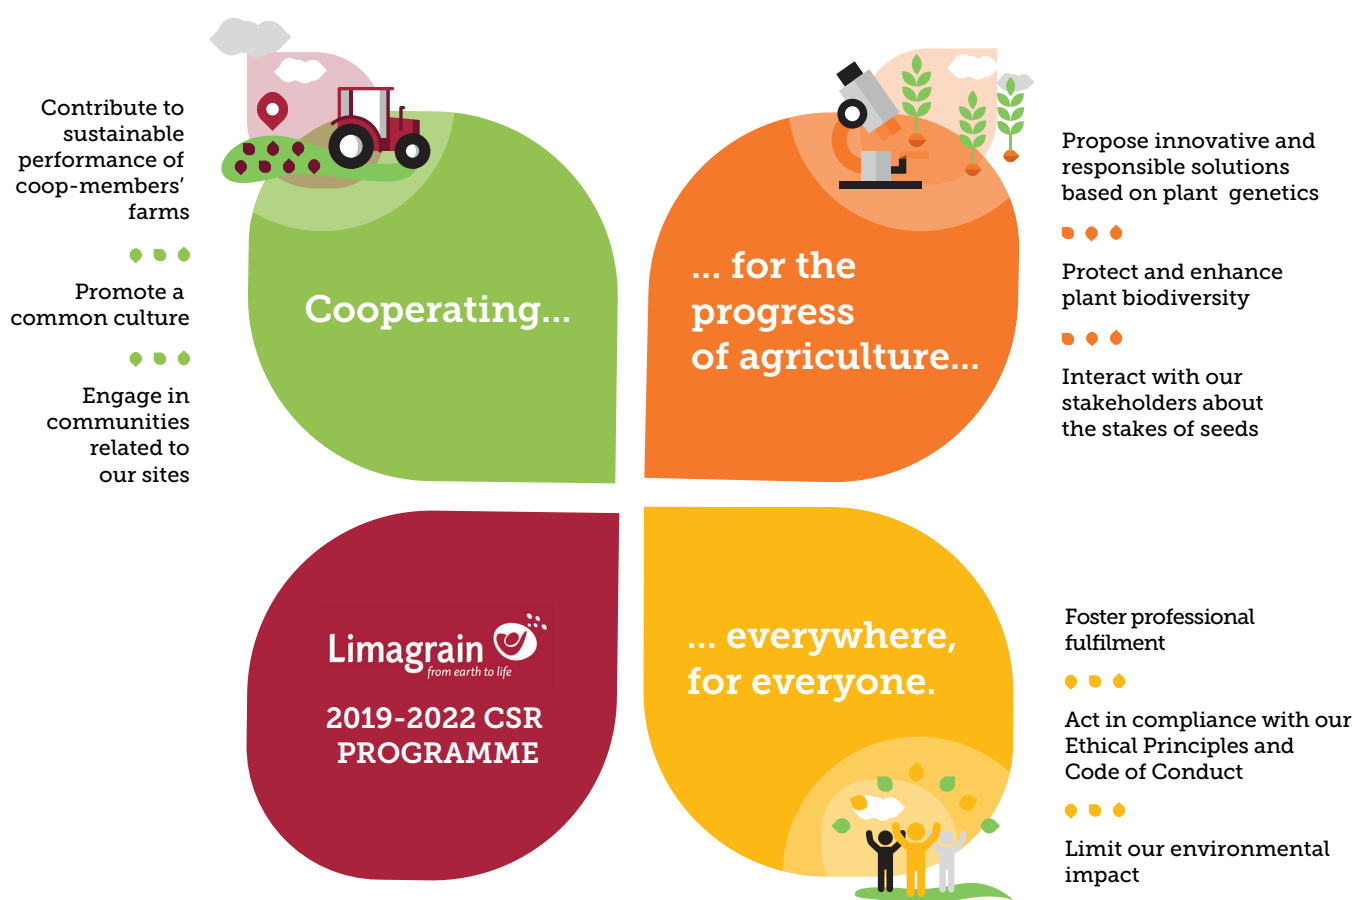 Contribute to
sustainable
performance of
coop-members’
farms
Promote a
common culture
Engage in
communities
related to
our sites
Cooperating...
... for the
progress
of agriculture...
Propose innovative and
responsible solutions
based on plant genetics
Protect and enhance
plant biodiversity
Interact with our
stakeholders about
the stakes of seeds
Limagrain
from earth to life
2019-2022 CSR
PROGRAMME
... everywhere,
for everyone.
Foster professional
fulfilment
Act in compliance with our
Ethical Principles and
Code of Conduct
Limit our environmental
impact